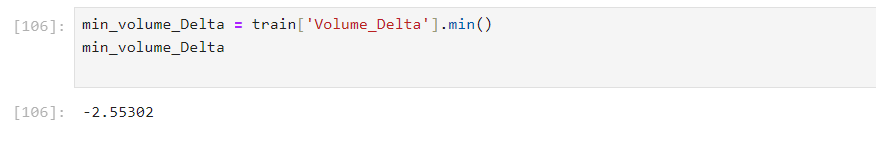 [106]: min_volume_Delta = train['Volume_Delta'].min()
min_volume_Delta
[106]: -2.55302